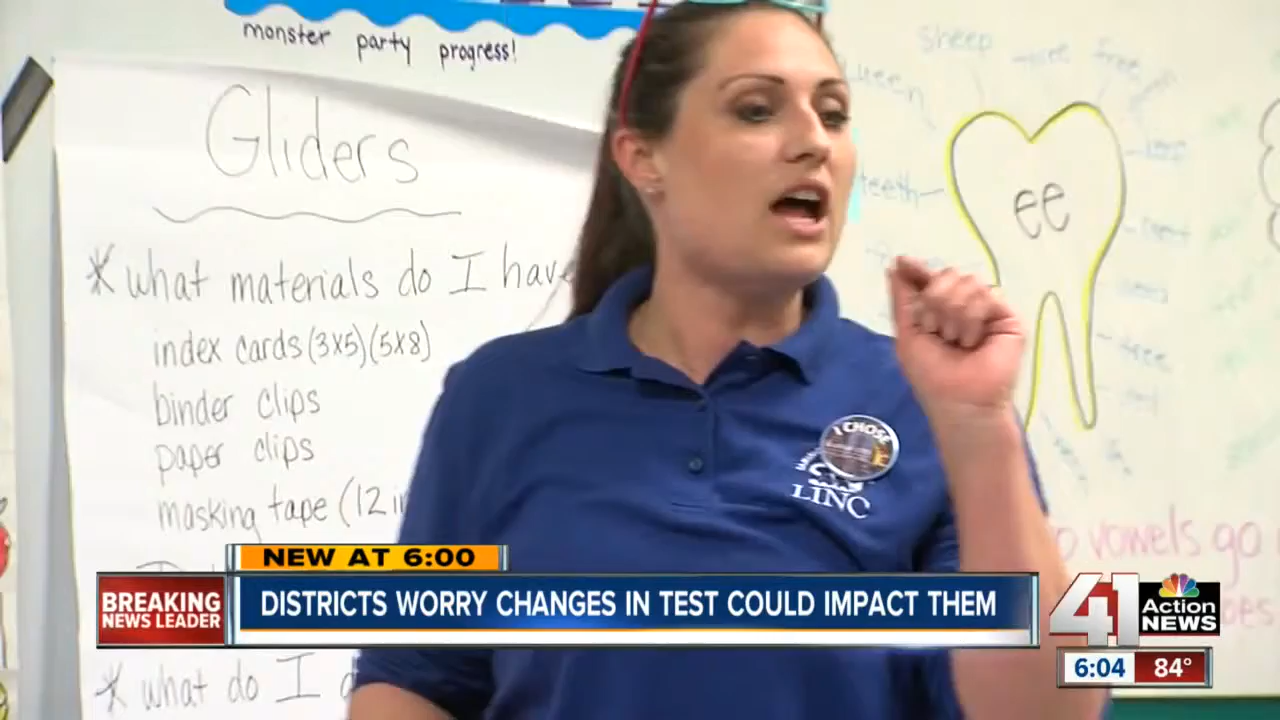 monster party progress!
Gliders
* what materials do I have
index cards (3x5) (5x8)
binder clips
paper clips
masking tape (12 i
* what do I
sheep
free
teeth
ee
tree
vowels go
I CHOSE
LINC
NEW AT 6:00
BREAKING
NEWS LEADER
DISTRICTS WORRY CHANGES IN TEST COULD IMPACT THEM
41
Action
NEWS
6:04 84°